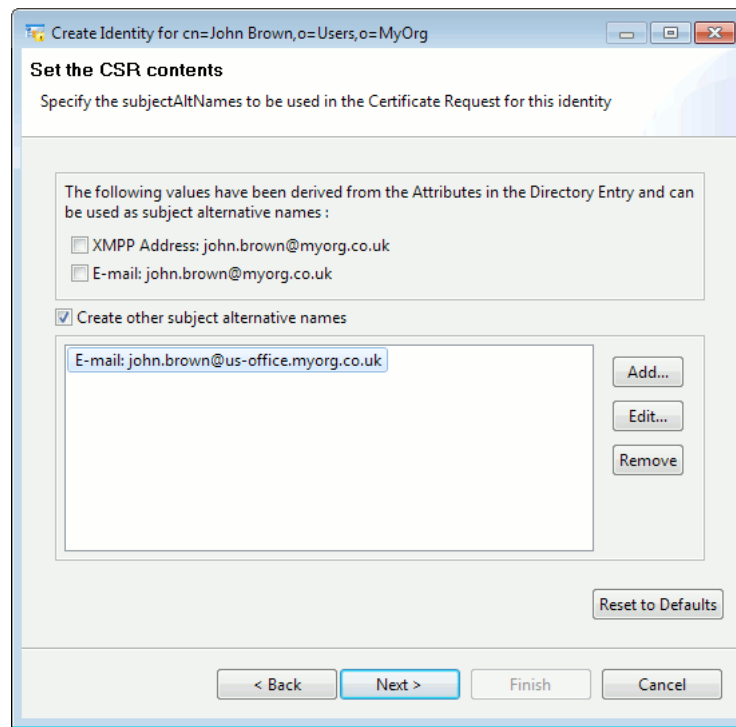 Create Identity for cn=John Brown,o=Users,o=MyOrg
Set the CSR contents
Specify the subjectAltNames to be used in the Certificate Request for this identity
The following values have been derived from the Attributes in the Directory Entry and can
be used as subject alternative names :
XMPP Address: john.brown@myorg.co.uk
E-mail: john.brown@myorg.co.uk
Create other subject alternative names
E-mail: john.brown@us-office.myorg.co.uk
Add...
Edit...
Remove
Reset to Defaults
< Back Next > Finish Cancel